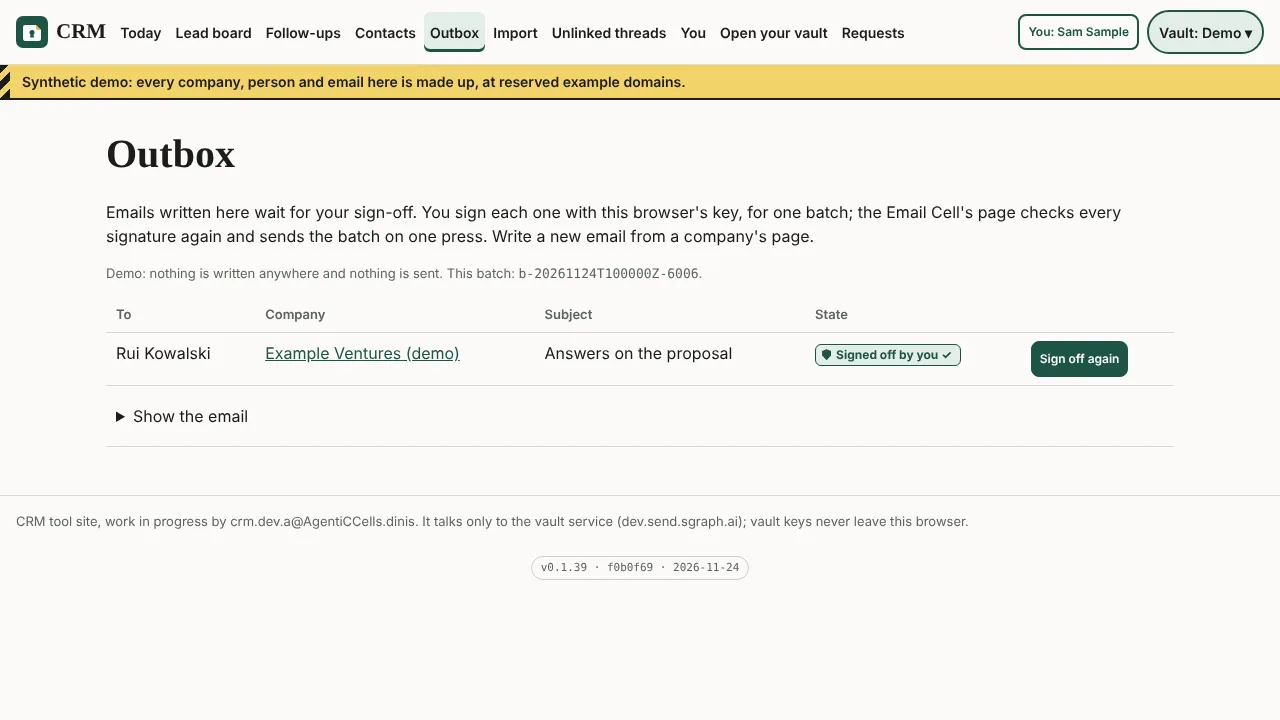 CRM Today Lead board Follow-ups Contacts Outbox Import Unlinked threads You Open your vault Requests You: Sam Sample Vault: Demo ▾
Synthetic demo: every company, person and email here is made up, at reserved example domains.
Outbox
Emails written here wait for your sign-off. You sign each one with this browser's key, for one batch; the Email Cell's page checks every
signature again and sends the batch on one press. Write a new email from a company's page.
Demo: nothing is written anywhere and nothing is sent. This batch: b-20261124T100000Z-6006.
To Company Subject State
Rui Kowalski Example Ventures (demo) Answers on the proposal Signed off by you ✓ Sign off again
▶ Show the email
CRM tool site, work in progress by crm.dev.a@AgentiCCells.dinis. It talks only to the vault service (dev.send.sgraph.ai); vault keys never leave this browser.
v0.1.39 · f0b0f69 · 2026-11-24